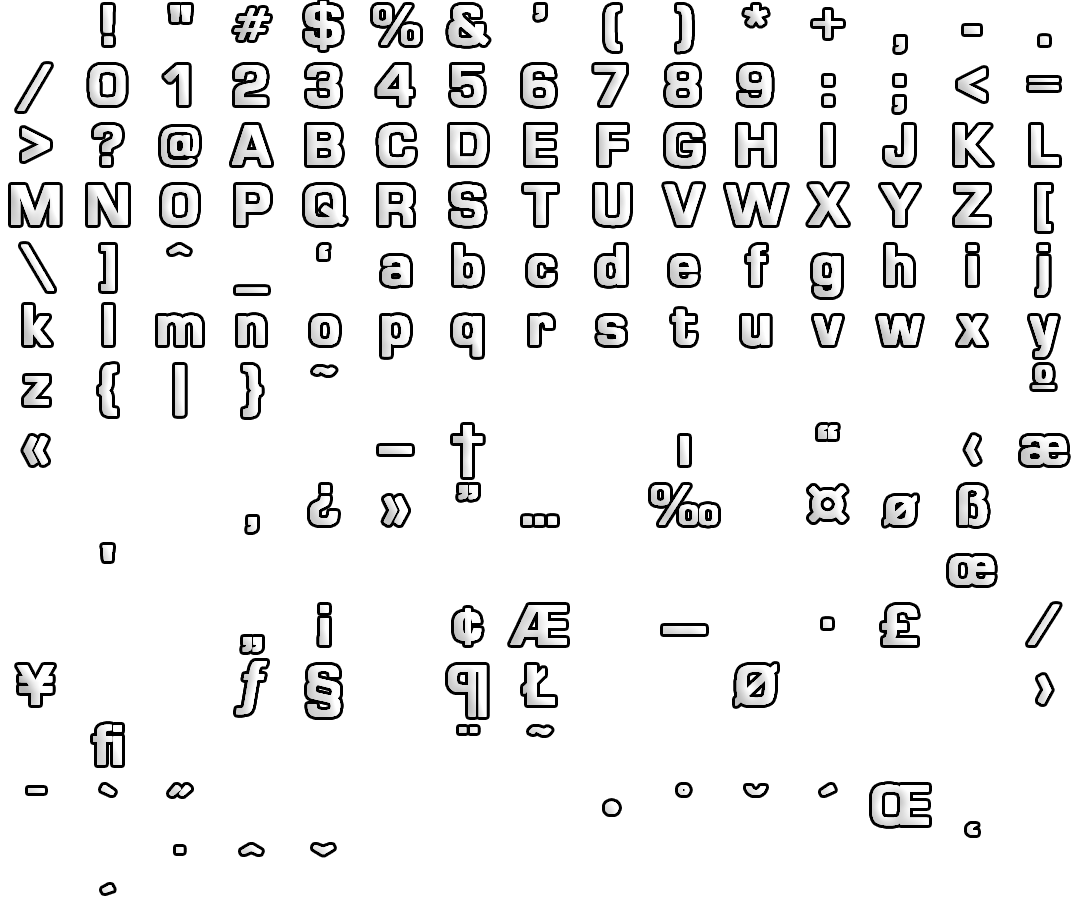 ! " # $ % & ’ ( ) * + , - .
/ 0 1 2 3 4 5 6 7 8 9 : ; < =
> ? @ A B C D E F G H I J K L
M N O P Q R S T U V W X Y Z [
\ ] ˆ _ ‘ a b c d e f g h i j
k l m n o p q r s t u v w x y
z { | } ˜ º
« – † ı “ ‹ æ
‚ ¿ » ” … ‰ ¤ ø ß
' œ
„ ¡ ¢ Æ — · £ ⁄
¥ ƒ § ¶ Ł Ø ›
fi ¨ ~
¯ ` ˝ • ˚ ˘ ´ Œ ˛
˙ ^ ˇ